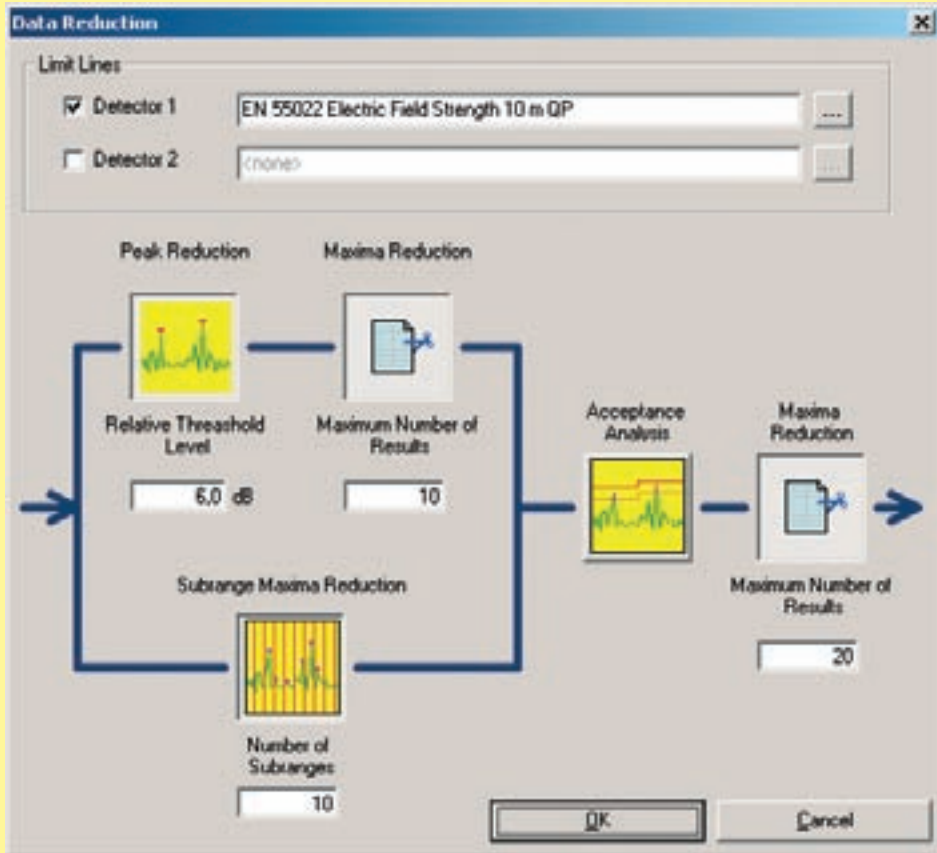 Data Reduction
Limit Lines
Detector 1
EN 55022 Electric Field Strength 10 m QP
...
Detector 2
<none>
...
Peak Reduction
Maxima Reduction
Relative Threashold
Level
6,0 dB
Maximum Number of
Results
10
Acceptance
Analysis
Maxima
Reduction
Maximum Number of
Results
20
Subrange Maxima Reduction
Number of
Subranges
10
OK
Cancel